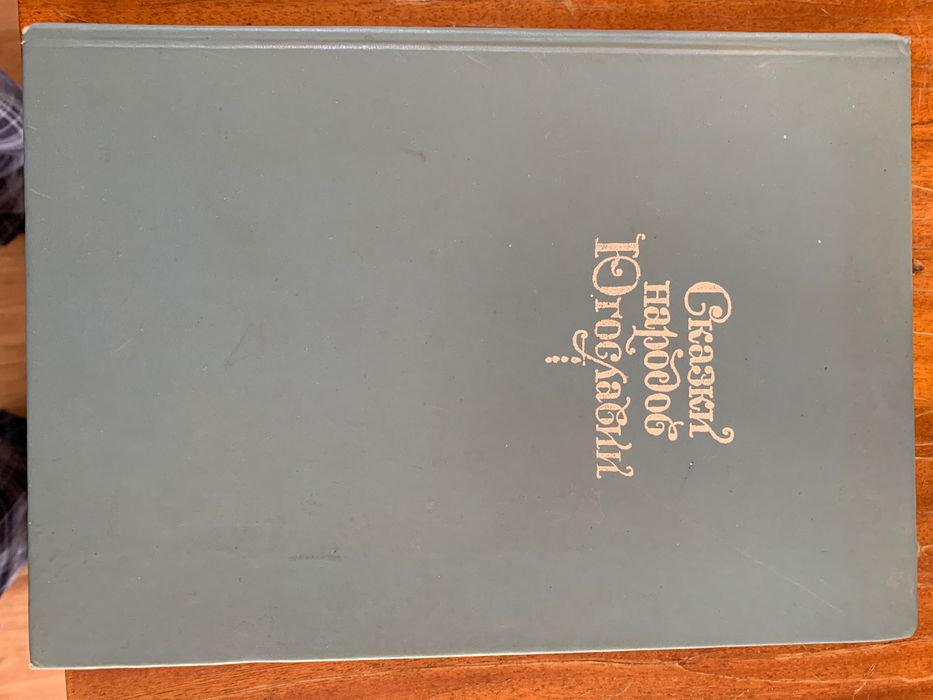 Сказки
народов
Югославии